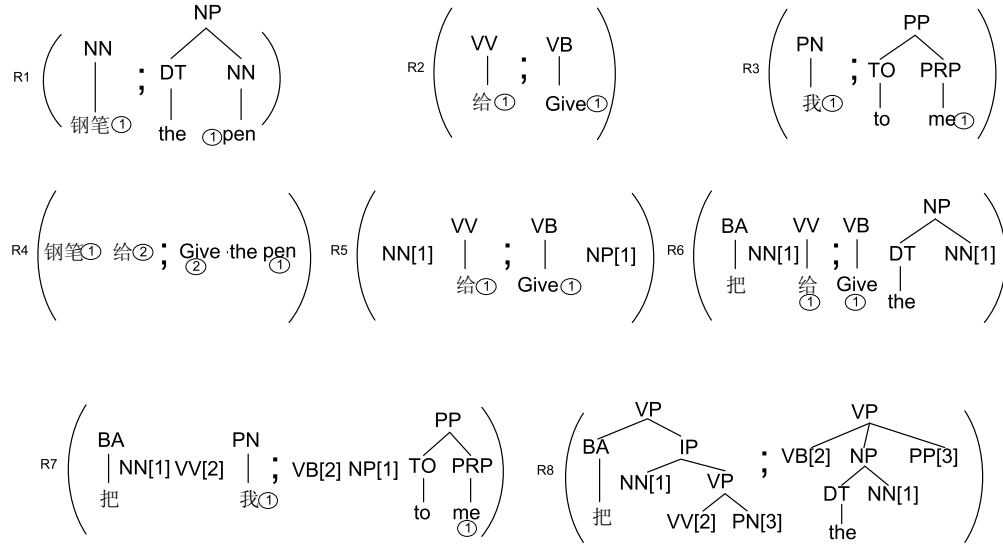 R1 NN 钢笔① ; NP DT NN the ①pen
R2 VV 给① ; VB Give①
R3 PN 我① ; PP TO PRP to me①
R4 钢笔① 给② ; Give② the pen①
R5 NN[1] VV 给① ; VB Give① NP[1]
R6 BA 把 NN[1] VV 给① ; VB Give① NP DT the NN[1]
R7 BA 把 NN[1] VV[2] PN 我① ; VB[2] NP[1] PP TO PRP to me①
R8 VP BA 把 IP NN[1] VP VV[2] PN[3] ; VP VB[2] NP PP[3] DT NN[1] the